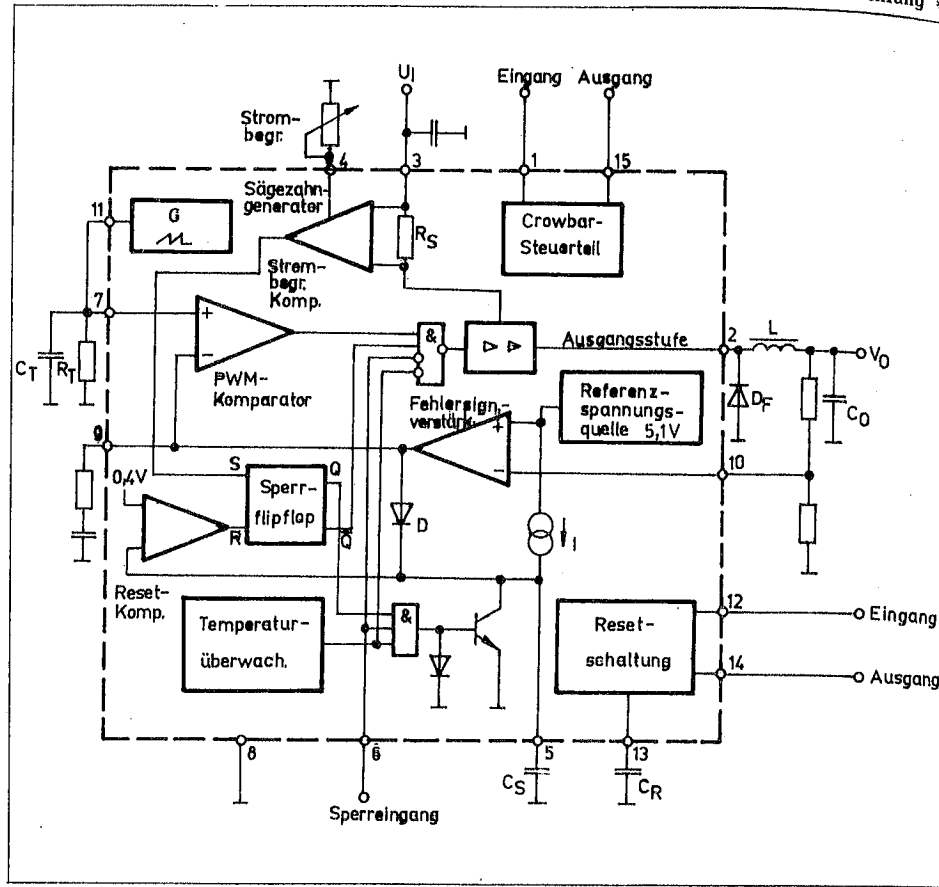 U_I
Eingang Ausgang
Strom-
begr.
4
3
1
15
Sägezahn-
generator
11
G
R_S
Crowbar-
Steuerteil
Strom-
begr.
Komp.
7
+
−
&
C_T
R_T
PWM-
Komparator
Ausgangsstufe
2
L
V_O
D_F
C_O
Fehlersign.-
verstärk.
+
−
Referenz-
spannungs-
quelle 5,1V
9
10
0,4V
S
Q
Sperr-
flipflop
R̅
Q̅
D
I
Reset-
Komp.
Temperatur-
überwach.
&
Reset-
schaltung
12
Eingang
14
Ausgang
8
6
5
13
C_S
C_R
Sperreingang